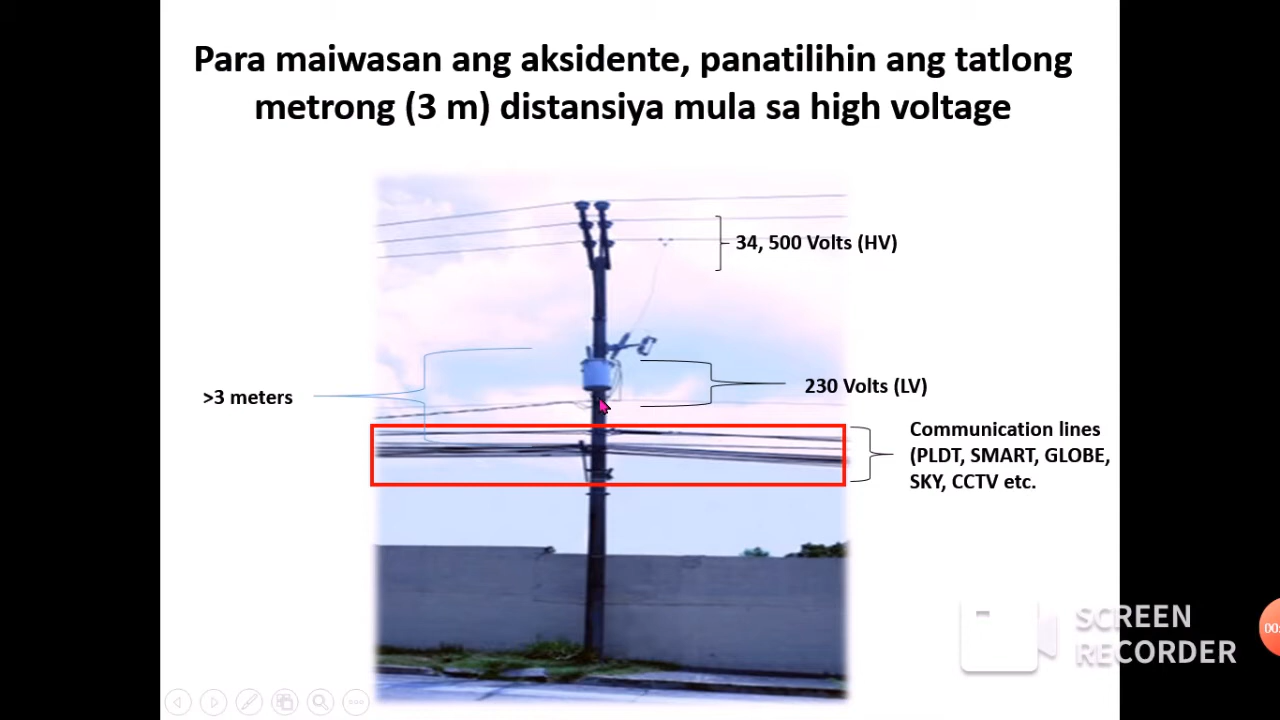 Para maiwasan ang aksidente, panatilihin ang tatlong
metrong (3 m) distansiya mula sa high voltage
34, 500 Volts (HV)
>3 meters
230 Volts (LV)
Communication lines
(PLDT, SMART, GLOBE,
SKY, CCTV etc.
SCREEN
RECORDER
00: